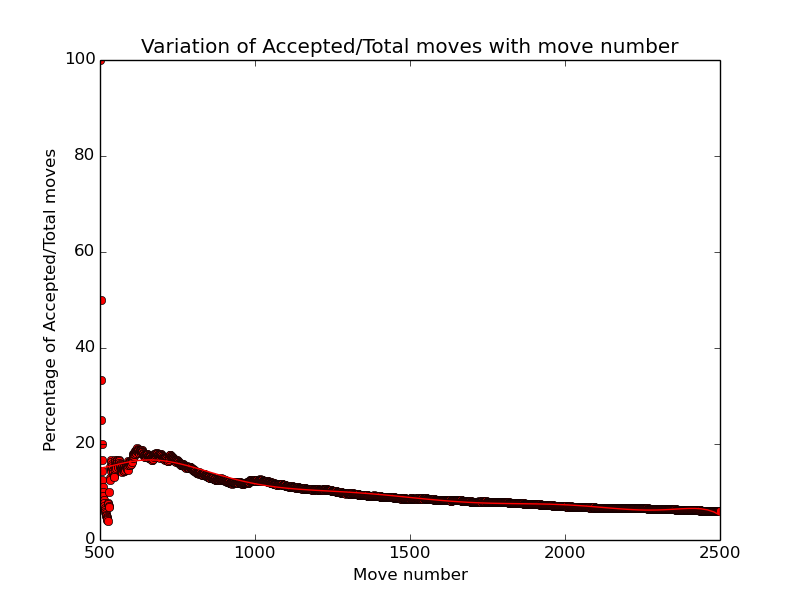 Variation of Accepted/Total moves with move number
100
80
60
40
20
0
Percentage of Accepted/Total moves
500 1000 1500 2000 2500
Move number